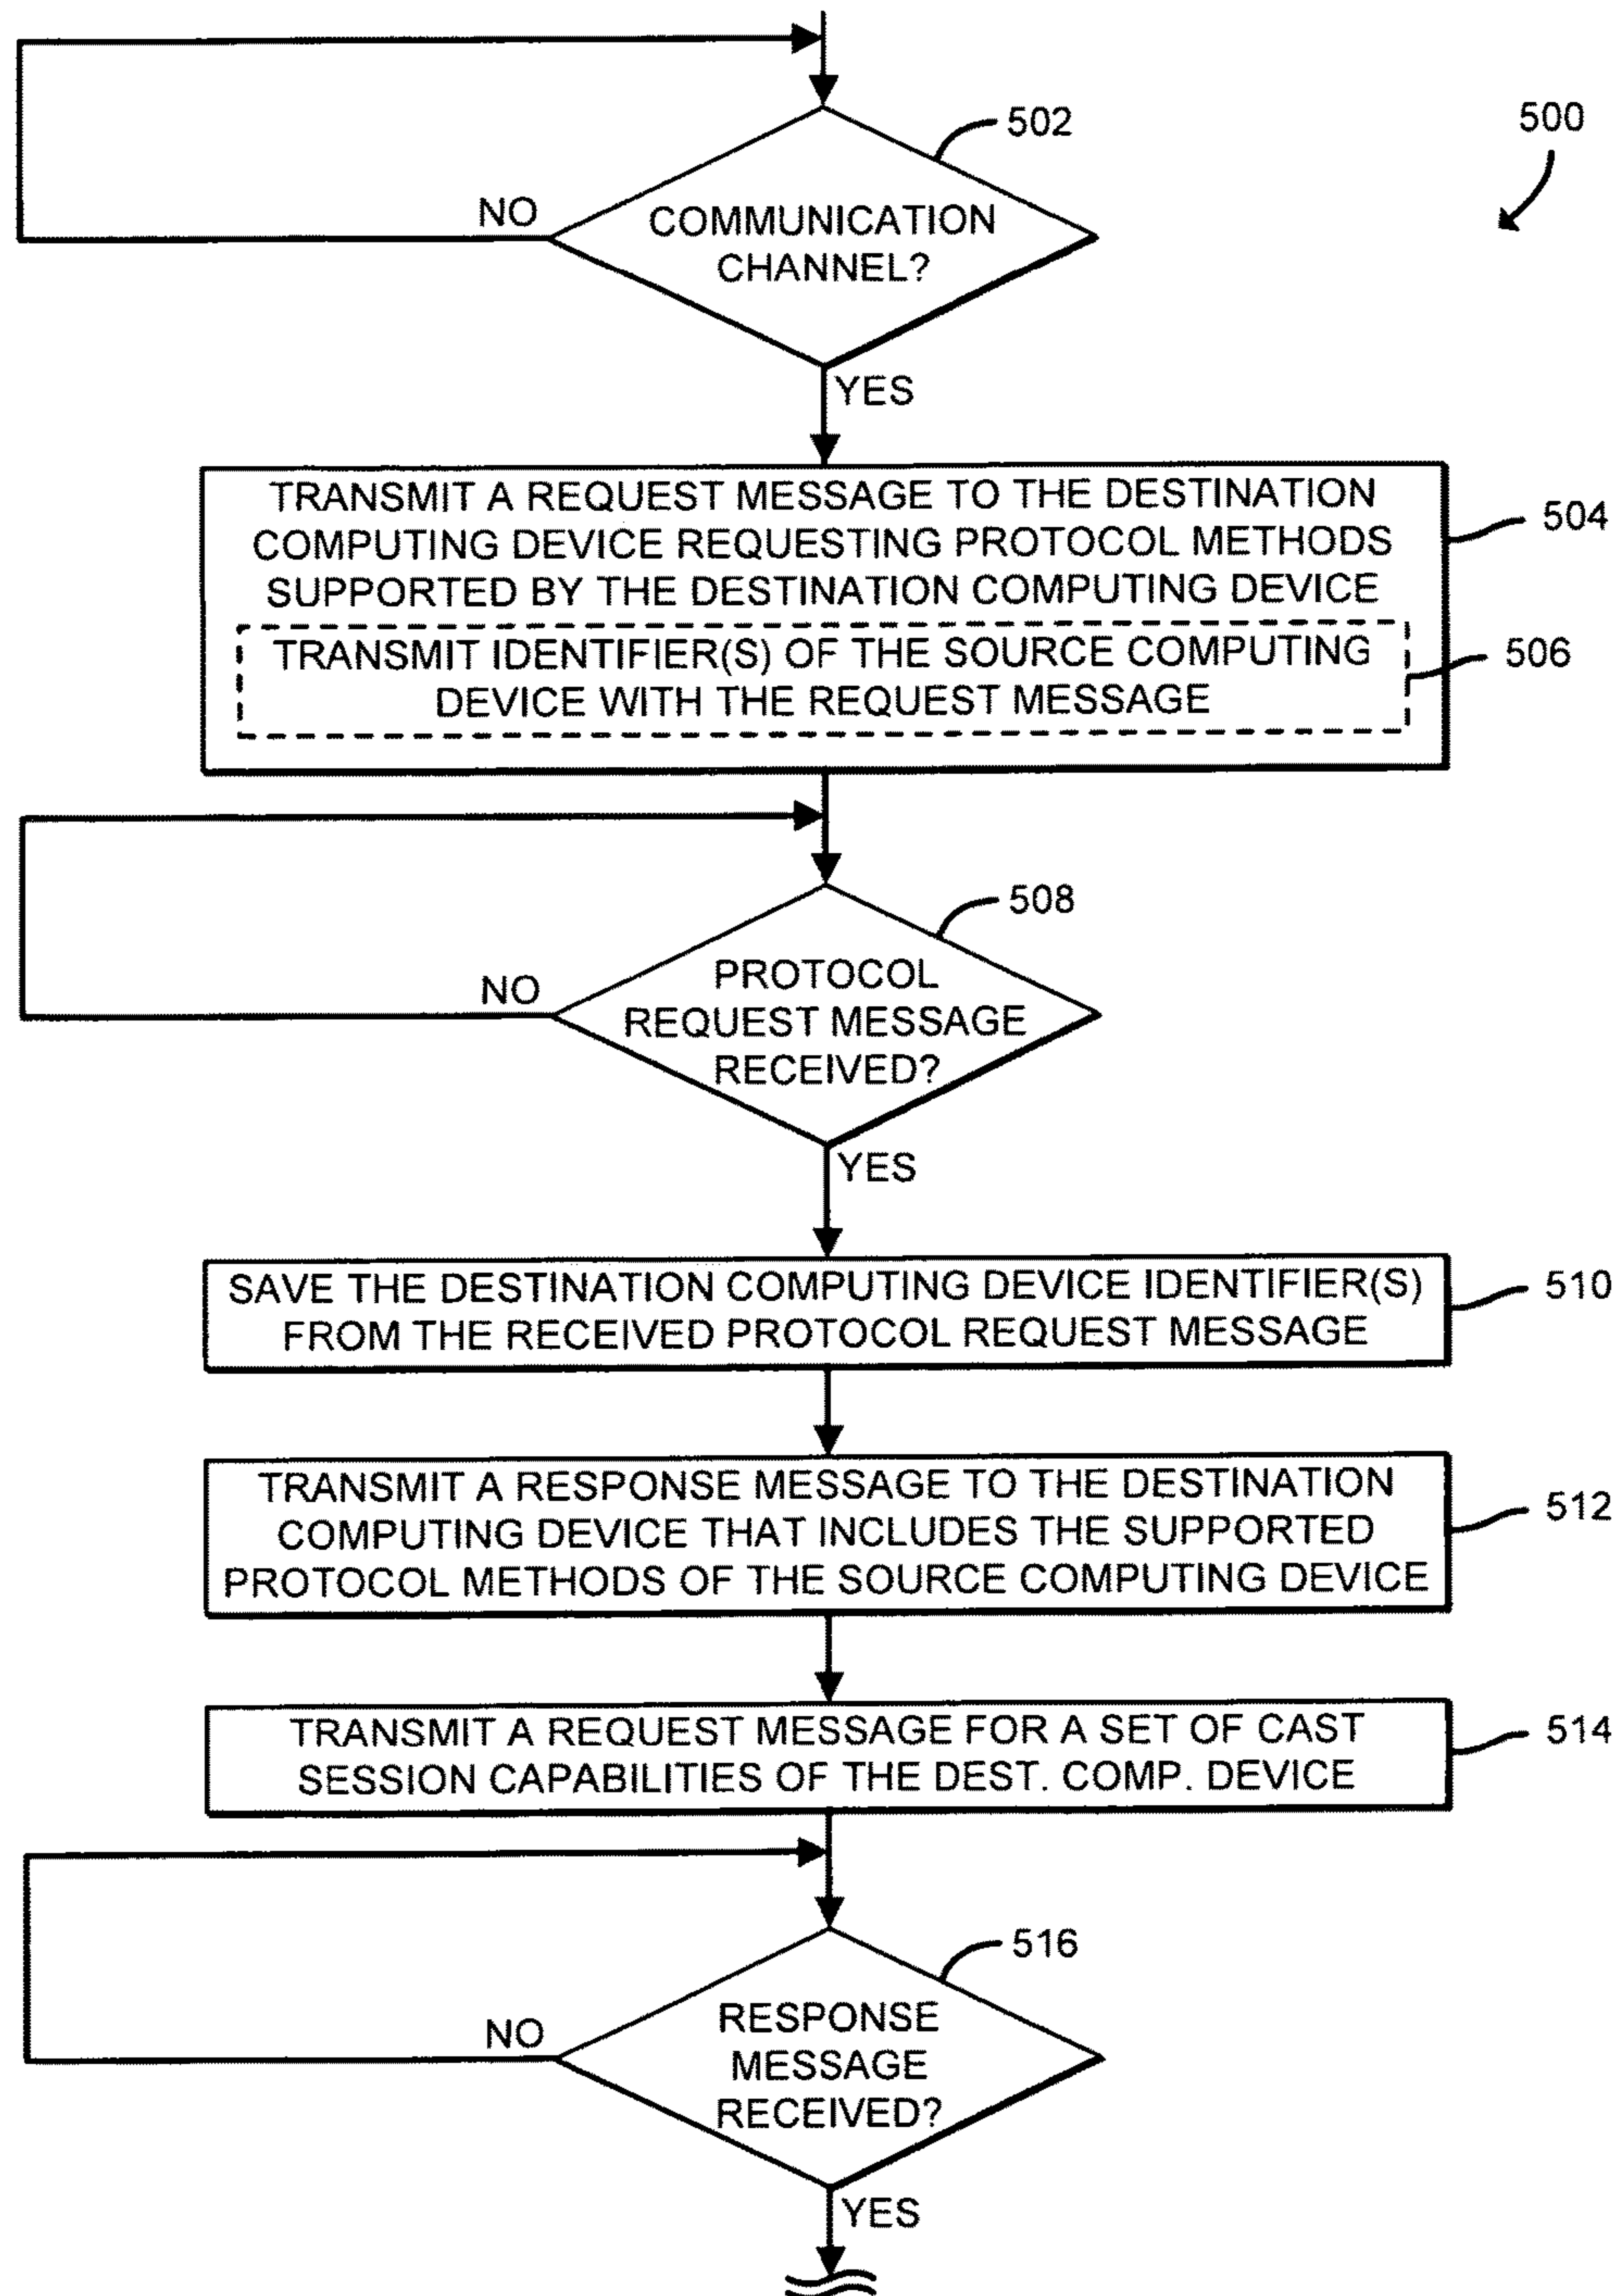 502
500
COMMUNICATION
CHANNEL?
NO
YES
TRANSMIT A REQUEST MESSAGE TO THE DESTINATION
COMPUTING DEVICE REQUESTING PROTOCOL METHODS
SUPPORTED BY THE DESTINATION COMPUTING DEVICE
504
TRANSMIT IDENTIFIER(S) OF THE SOURCE COMPUTING
DEVICE WITH THE REQUEST MESSAGE
506
508
PROTOCOL
REQUEST MESSAGE
RECEIVED?
NO
YES
SAVE THE DESTINATION COMPUTING DEVICE IDENTIFIER(S)
FROM THE RECEIVED PROTOCOL REQUEST MESSAGE
510
TRANSMIT A RESPONSE MESSAGE TO THE DESTINATION
COMPUTING DEVICE THAT INCLUDES THE SUPPORTED
PROTOCOL METHODS OF THE SOURCE COMPUTING DEVICE
512
TRANSMIT A REQUEST MESSAGE FOR A SET OF CAST
SESSION CAPABILITIES OF THE DEST. COMP. DEVICE
514
516
RESPONSE
MESSAGE
RECEIVED?
NO
YES